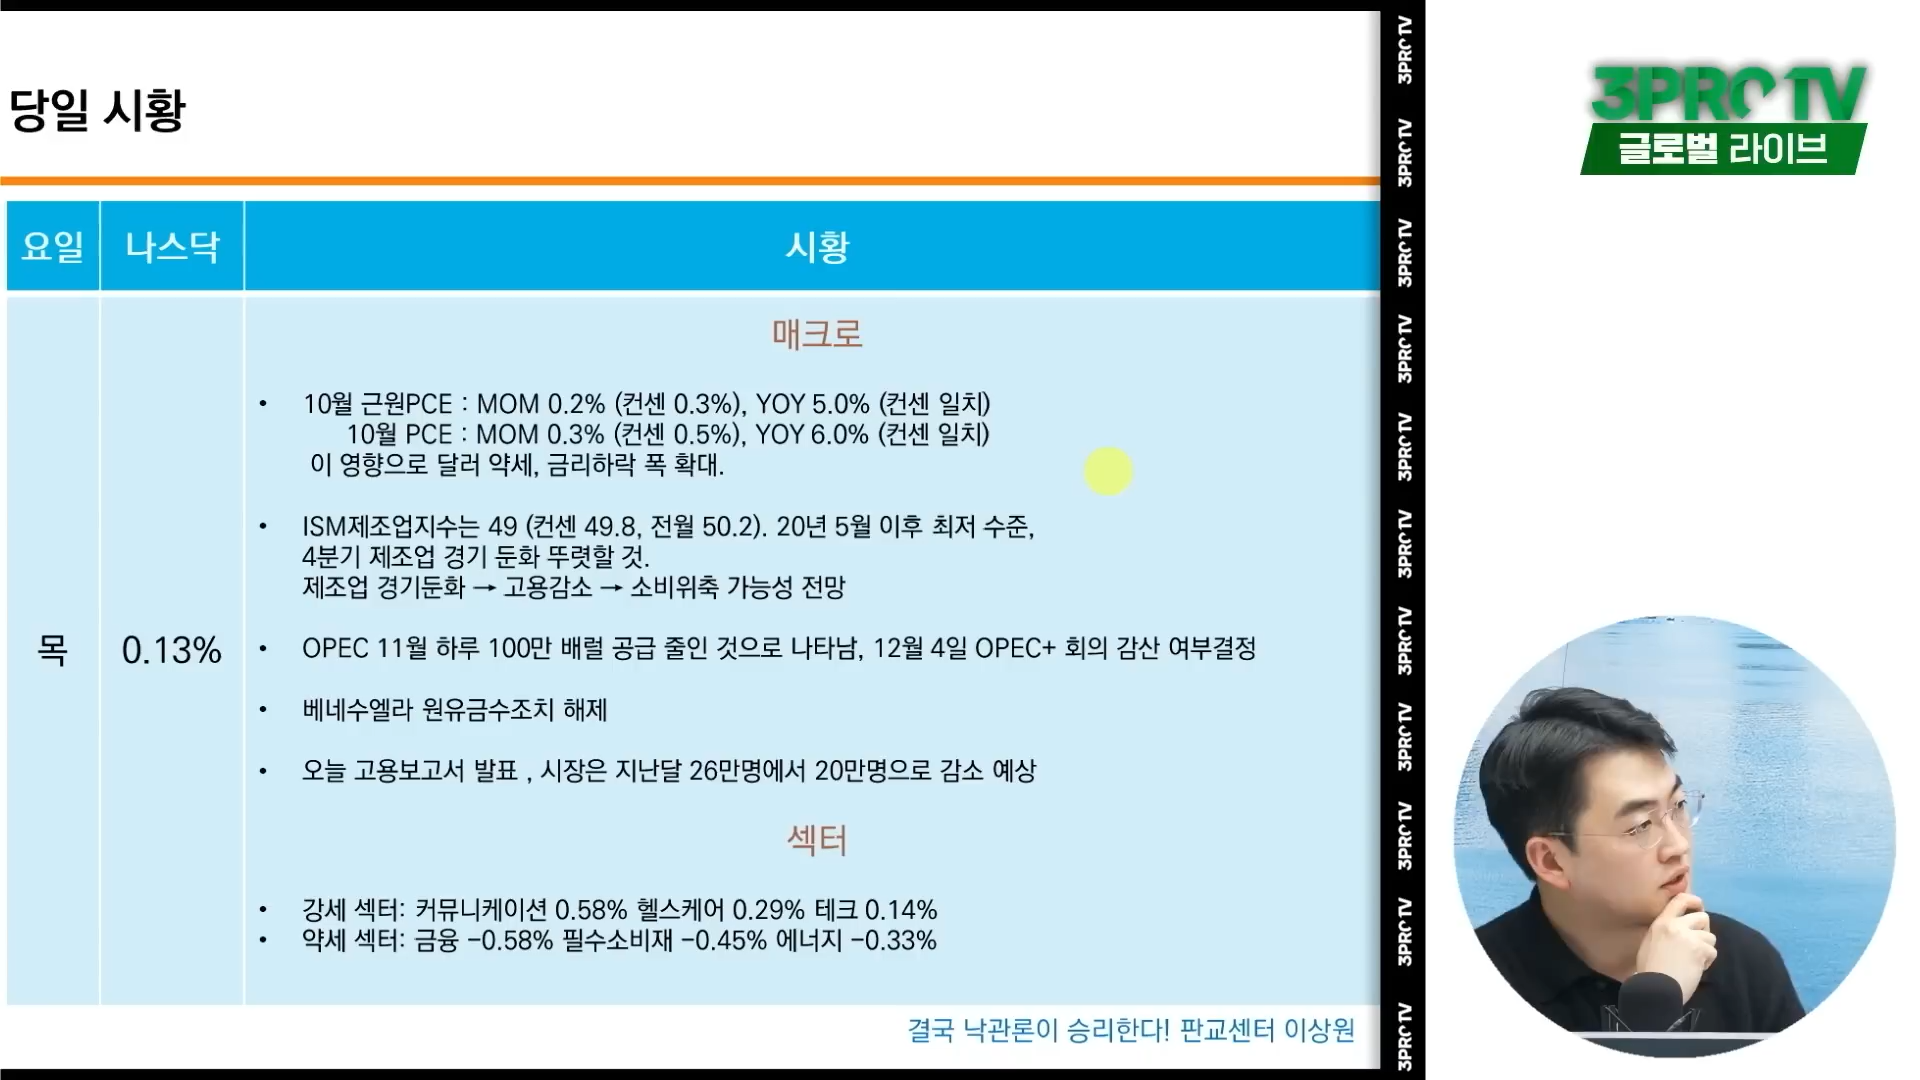 당일 시황
3PROTV
글로벌 라이브
요일 나스닥 시황
매크로
• 10월 근원PCE : MOM 0.2% (컨센 0.3%), YOY 5.0% (컨센 일치)
10월 PCE : MOM 0.3% (컨센 0.5%), YOY 6.0% (컨센 일치)
이 영향으로 달러 약세, 금리하락 폭 확대.
• ISM제조업지수는 49 (컨센 49.8, 전월 50.2). 20년 5월 이후 최저 수준,
4분기 제조업 경기 둔화 뚜렷할 것.
제조업 경기둔화 → 고용감소 → 소비위축 가능성 전망
목 0.13%
• OPEC 11월 하루 100만 배럴 공급 줄인 것으로 나타남, 12월 4일 OPEC+ 회의 감산 여부결정
• 베네수엘라 원유금수조치 해제
• 오늘 고용보고서 발표 , 시장은 지난달 26만명에서 20만명으로 감소 예상
섹터
• 강세 섹터: 커뮤니케이션 0.58% 헬스케어 0.29% 테크 0.14%
• 약세 섹터: 금융 -0.58% 필수소비재 -0.45% 에너지 -0.33%
결국 낙관론이 승리한다! 판교센터 이상원
3PROTV
3PROTV
3PROTV
3PROTV
3PROTV
3PROTV
3PROTV
3PROTV
3PROTV
3PROTV
3PROTV